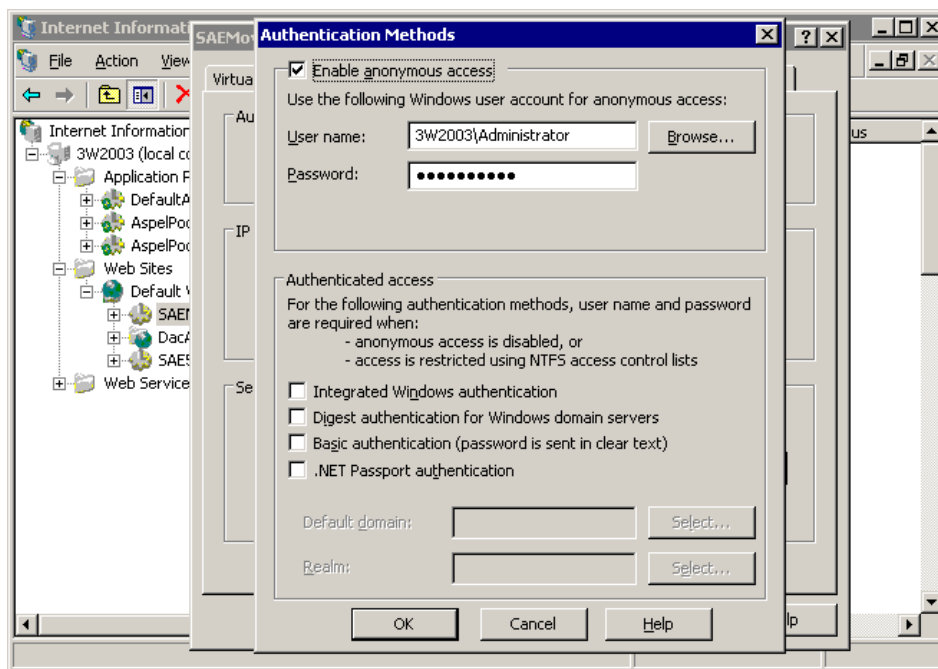 Internet Informati
SAEMov
Authentication Methods
File Action View
Virtua
Enable anonymous access
Use the following Windows user account for anonymous access:
User name: 3W2003\Administrator Browse...
Password: ●●●●●●●●●●
Au
IP
Se
Internet Information
3W2003 (local co
Application P
DefaultA
AspelPoo
AspelPoo
Web Sites
Default W
SAEM
DacA
SAE5
Web Service
us
Authenticated access
For the following authentication methods, user name and password
are required when:
- anonymous access is disabled, or
- access is restricted using NTFS access control lists
Integrated Windows authentication
Digest authentication for Windows domain servers
Basic authentication (password is sent in clear text)
.NET Passport authentication
Default domain: Select...
Realm: Select...
OK Cancel Help
lp